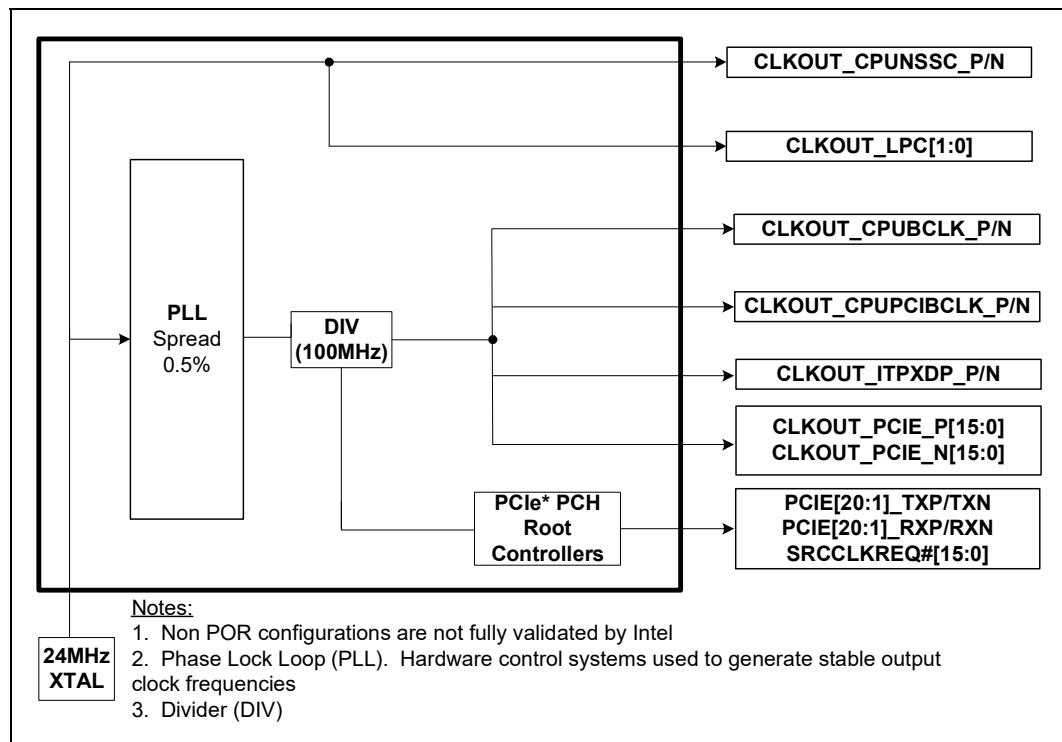 CLKOUT_CPUNSSC_P/N
CLKOUT_LPC[1:0]
CLKOUT_CPUBCLK_P/N
PLL
Spread
0.5%
DIV
(100MHz)
CLKOUT_CPUPCIBCLK_P/N
CLKOUT_ITPXDP_P/N
CLKOUT_PCIE_P[15:0]
CLKOUT_PCIE_N[15:0]
PCIe* PCH
Root
Controllers
PCIE[20:1]_TXP/TXN
PCIE[20:1]_RXP/RXN
SRCCLKREQ#[15:0]
24MHz
XTAL
Notes:
1. Non POR configurations are not fully validated by Intel
2. Phase Lock Loop (PLL). Hardware control systems used to generate stable output
clock frequencies
3. Divider (DIV)